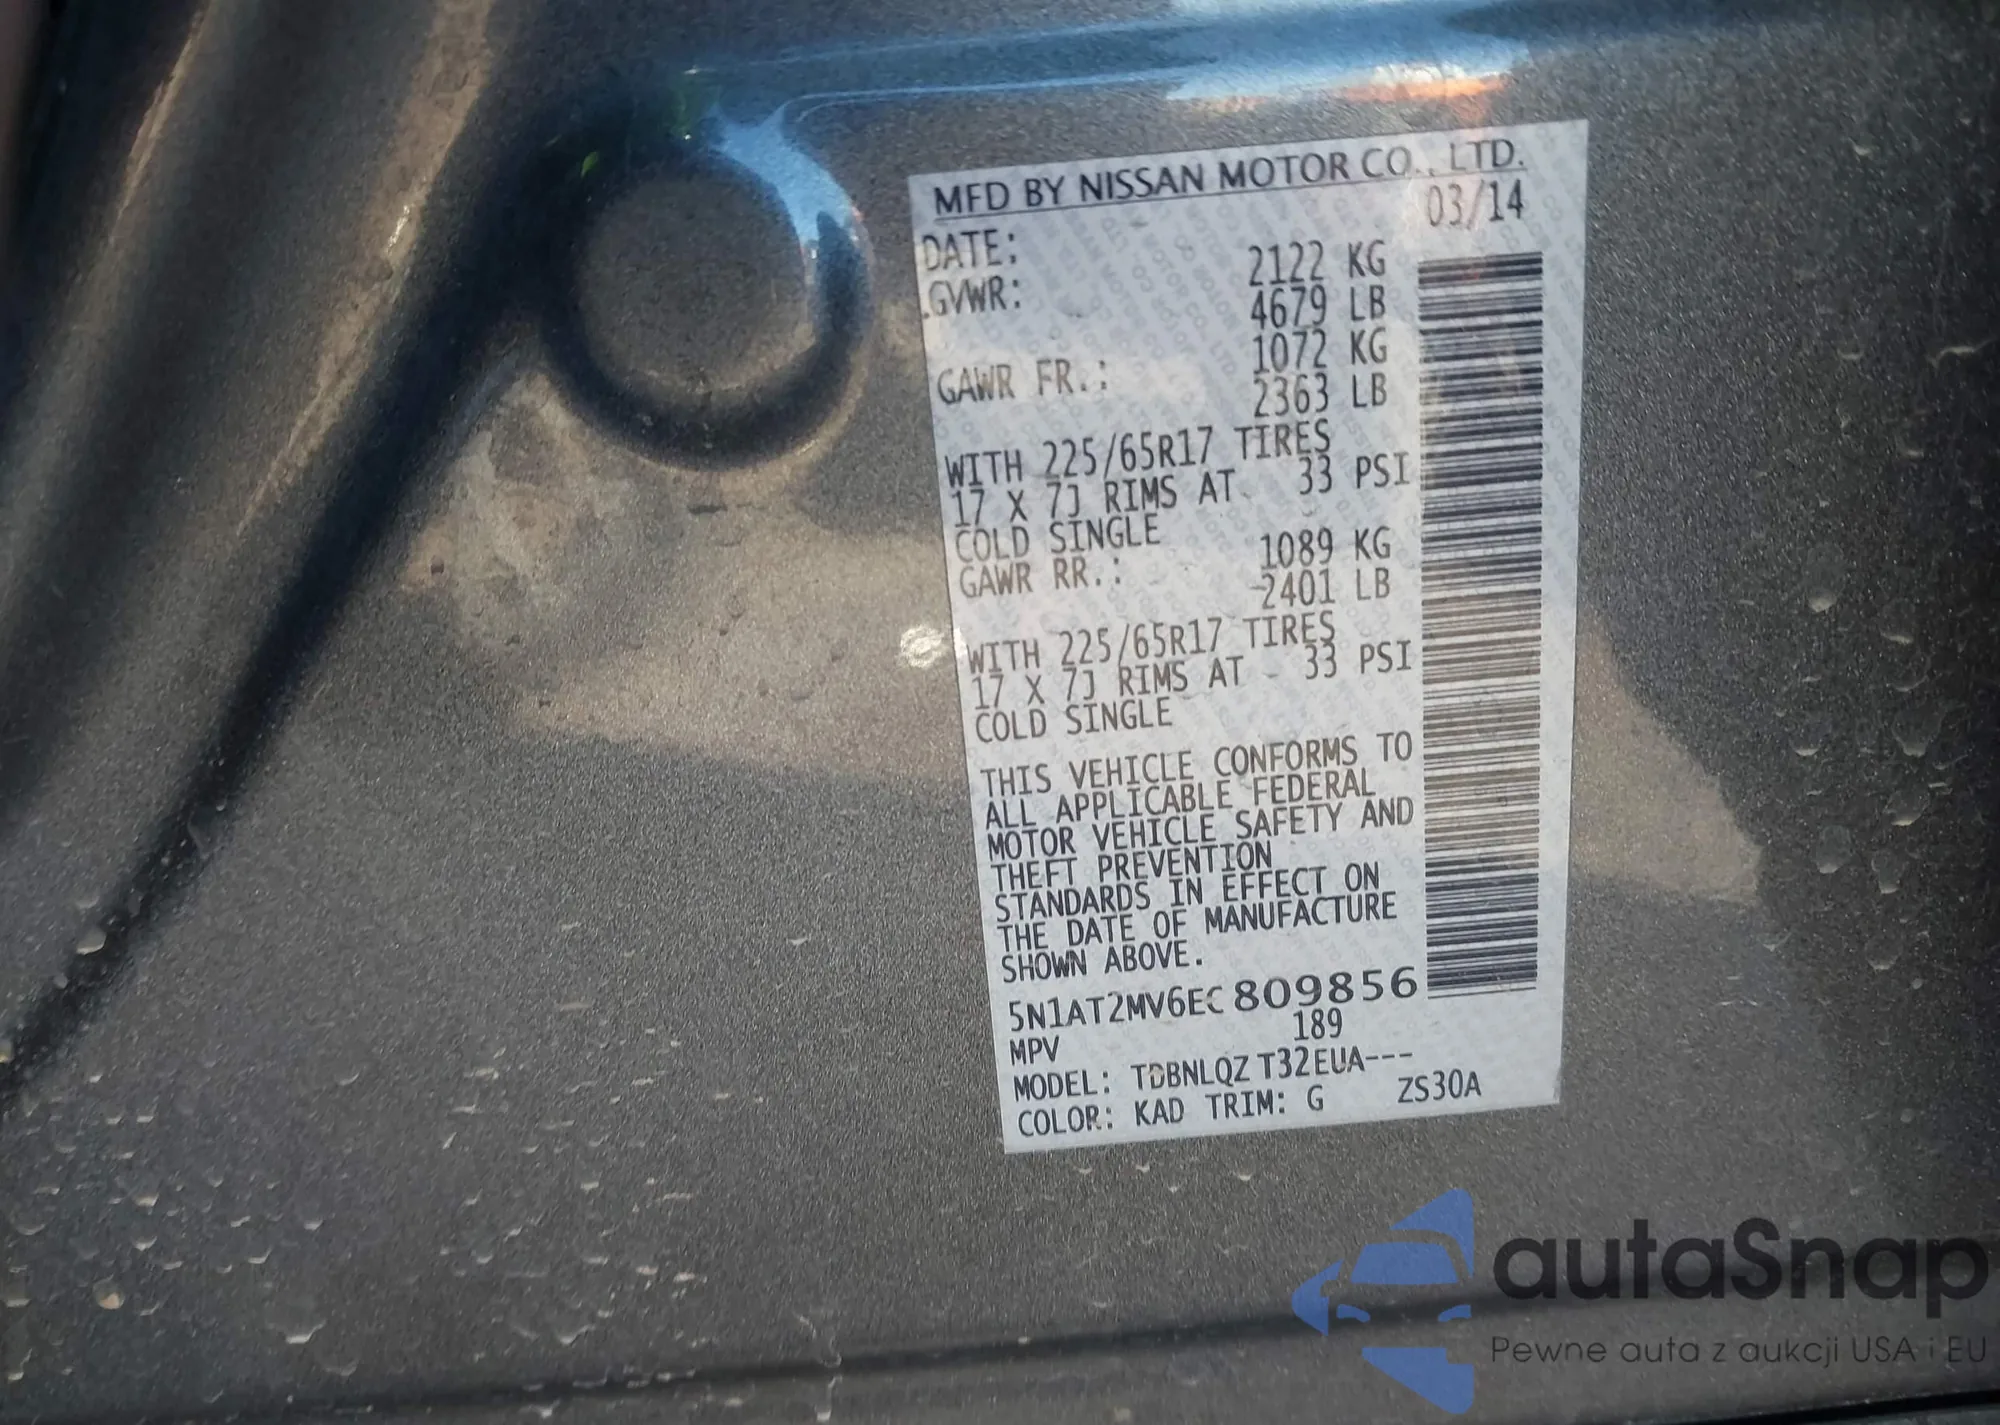 MFD BY NISSAN MOTOR CO., LTD.
DATE: 03/14
GVWR: 2122 KG
4679 LB
GAWR FR.: 1072 KG
2363 LB
WITH 225/65R17 TIRES
17 X 7J RIMS AT 33 PSI
COLD SINGLE
GAWR RR.: 1089 KG
2401 LB
WITH 225/65R17 TIRES
17 X 7J RIMS AT 33 PSI
COLD SINGLE
THIS VEHICLE CONFORMS TO
ALL APPLICABLE FEDERAL
MOTOR VEHICLE SAFETY AND
THEFT PREVENTION
STANDARDS IN EFFECT ON
THE DATE OF MANUFACTURE
SHOWN ABOVE.
5N1AT2MV6EC809856
MPV 189
MODEL: TDBNLQZ T32EUA---
COLOR: KAD TRIM: G ZS30A
autaSnap
Pewne auta z aukcji USA i EU